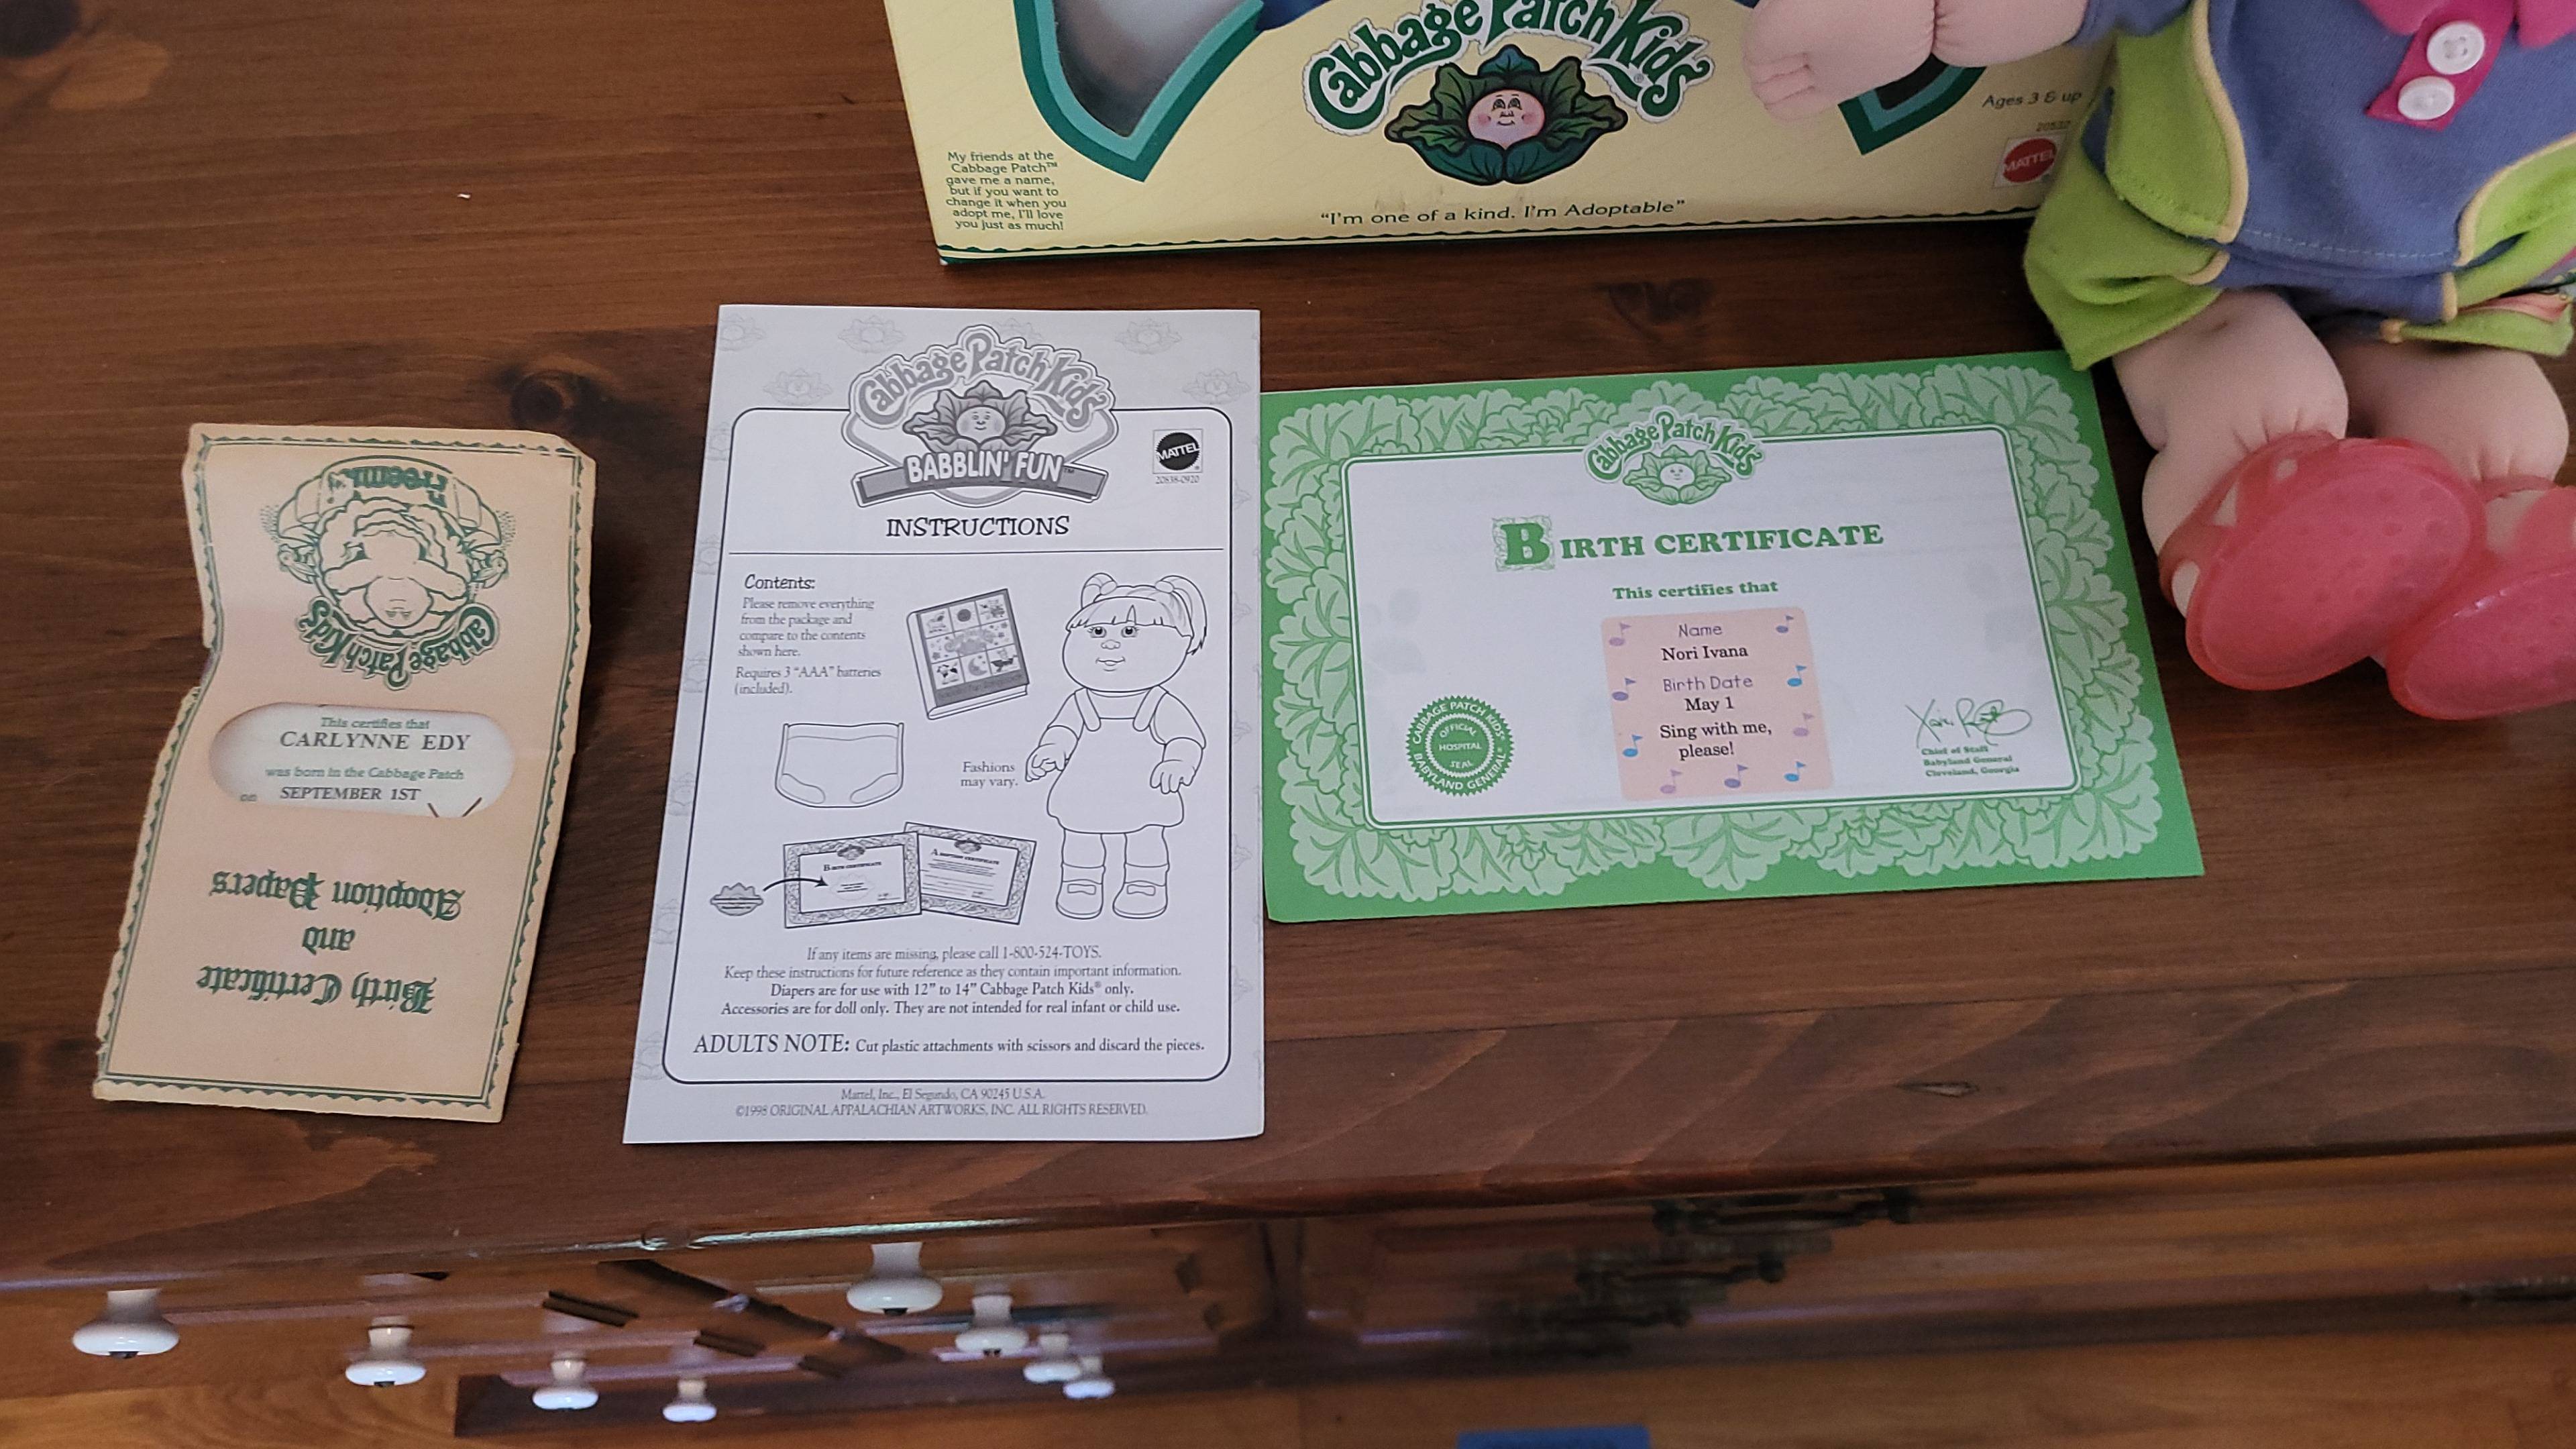 Cabbage Patch Kids
Ages 3 & up
20532
MATTEL
My friends at the
Cabbage Patch™
gave me a name,
but if you want to
change it when you
adopt me, I'll love
you just as much!
"I'm one of a kind. I'm Adoptable"
Freemie
Cabbage Patch Kids
This certifies that
CARLYNNE EDY
was born in the Cabbage Patch
on SEPTEMBER 1ST
Birth Certificate
and
Adoption Papers
Cabbage Patch Kids
BABBLIN' FUN™
MATTEL
20838-0920
INSTRUCTIONS
Contents:
Please remove everything
from the package and
compare to the contents
shown here.
Requires 3 "AAA" batteries
(included).
Fashions
may vary.
BIRTH CERTIFICATE
ADOPTION CERTIFICATE
If any items are missing, please call 1-800-524-TOYS.
Keep these instructions for future reference as they contain important information.
Diapers are for use with 12" to 14" Cabbage Patch Kids® only.
Accessories are for doll only. They are not intended for real infant or child use.
ADULTS NOTE: Cut plastic attachments with scissors and discard the pieces.
Mattel, Inc., El Segundo, CA 90245 U.S.A.
©1998 ORIGINAL APPALACHIAN ARTWORKS, INC. ALL RIGHTS RESERVED.
Cabbage Patch Kids
BIRTH CERTIFICATE
This certifies that
Name
Nori Ivana
Birth Date
May 1
Sing with me,
please!
CABBAGE PATCH KIDS®
OFFICIAL
HOSPITAL
SEAL
BABYLAND GENERAL®
Chief of Staff
Babyland General
Cleveland, Georgia